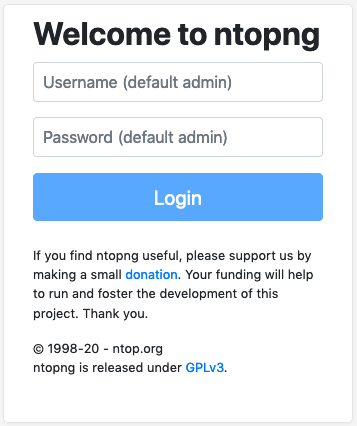 Welcome to ntopng
Username (default admin)
Password (default admin)
Login
If you find ntopng useful, please support us by
making a small donation. Your funding will help
to run and foster the development of this
project. Thank you.
© 1998-20 - ntop.org
ntopng is released under GPLv3.